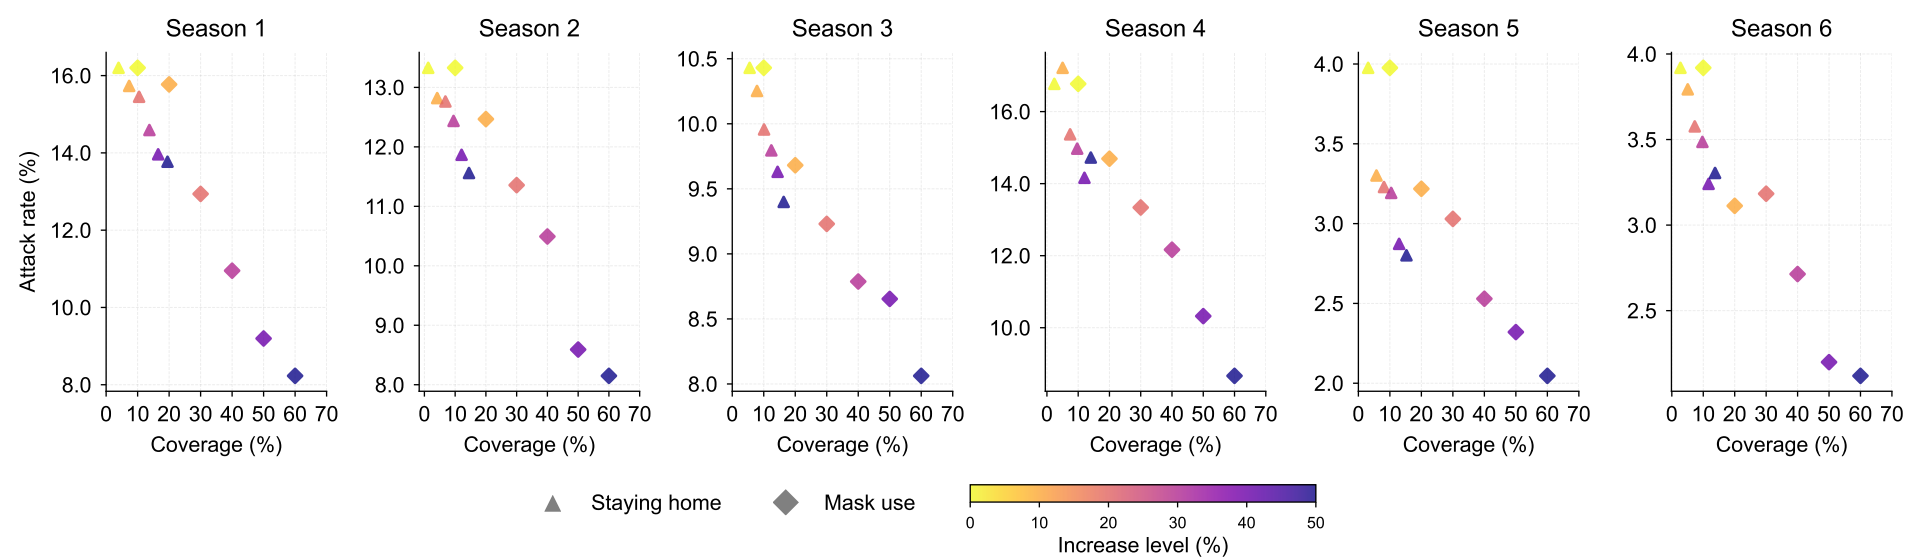 Season 1 Season 2 Season 3 Season 4 Season 5 Season 6
Attack rate (%)
16.0
14.0
12.0
10.0
8.0
0 10 20 30 40 50 60 70
Coverage (%)
13.0
12.0
11.0
10.0
9.0
8.0
0 10 20 30 40 50 60 70
Coverage (%)
10.5
10.0
9.5
9.0
8.5
8.0
0 10 20 30 40 50 60 70
Coverage (%)
16.0
14.0
12.0
10.0
0 10 20 30 40 50 60 70
Coverage (%)
4.0
3.5
3.0
2.5
2.0
0 10 20 30 40 50 60 70
Coverage (%)
4.0
3.5
3.0
2.5
0 10 20 30 40 50 60 70
Coverage (%)
Staying home Mask use
0 10 20 30 40 50
Increase level (%)